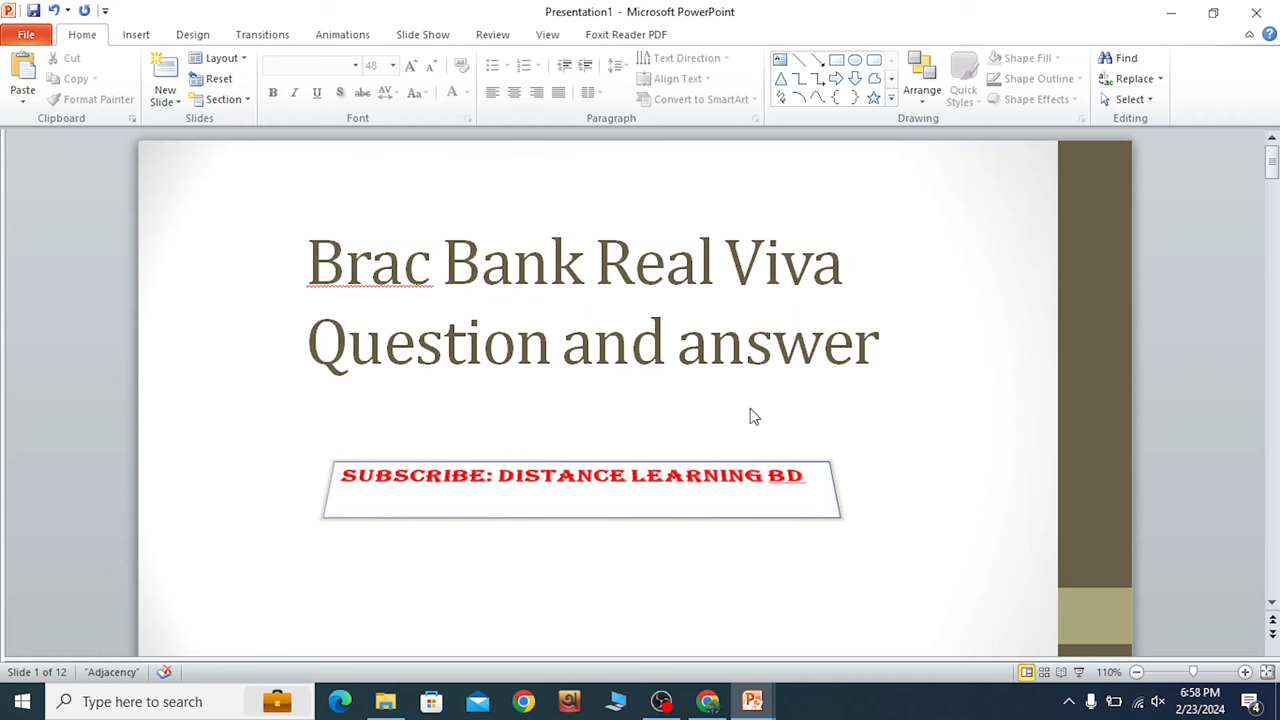 Presentation1 - Microsoft PowerPoint
File Home Insert Design Transitions Animations Slide Show Review View Foxit Reader PDF
Cut
Copy
Format Painter
Paste
Clipboard
New
Slide
Layout
Reset
Section
Slides
48
Font
Text Direction
Align Text
Convert to SmartArt
Paragraph
Arrange
Quick
Styles
Shape Fill
Shape Outline
Shape Effects
Drawing
Find
Replace
Select
Editing
Brac Bank Real Viva
Question and answer
SUBSCRIBE: DISTANCE LEARNING BD
Slide 1 of 12 "Adjacency" 110%
Type here to search
6:58 PM
2/23/2024
4